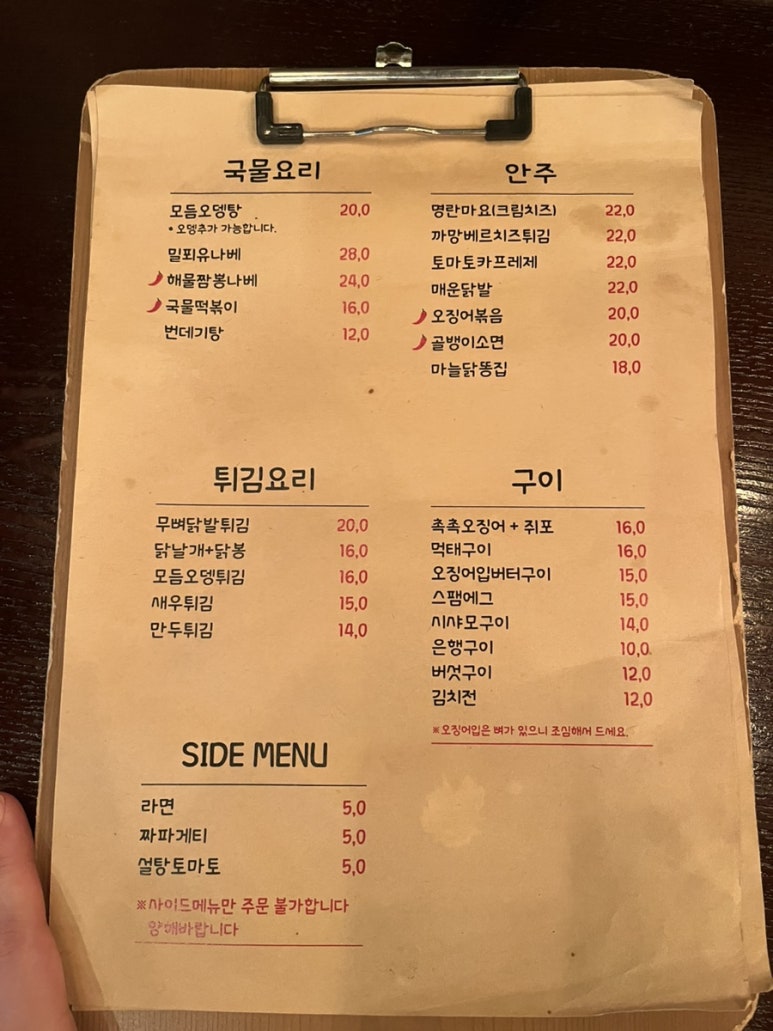 국물요리
모듬오뎅탕 20,0
* 오뎅추가 가능합니다.
밀푀유나베 28,0
해물짬뽕나베 24,0
국물떡볶이 16,0
번데기탕 12,0
안주
명란마요(크림치즈) 22,0
까망베르치즈튀김 22,0
토마토카프레제 22,0
매운닭발 22,0
오징어볶음 20,0
골뱅이소면 20,0
마늘닭똥집 18,0
튀김요리
무뼈닭발튀김 20,0
닭날개+닭봉 16,0
모듬오뎅튀김 16,0
새우튀김 15,0
만두튀김 14,0
구이
촉촉오징어 + 쥐포 16,0
먹태구이 16,0
오징어입버터구이 15,0
스팸에그 15,0
시샤모구이 14,0
은행구이 10,0
버섯구이 12,0
김치전 12,0
※오징어입은 뼈가 있으니 조심해서 드세요.
SIDE MENU
라면 5,0
짜파게티 5,0
설탕토마토 5,0
※사이드메뉴만 주문 불가합니다
양해바랍니다